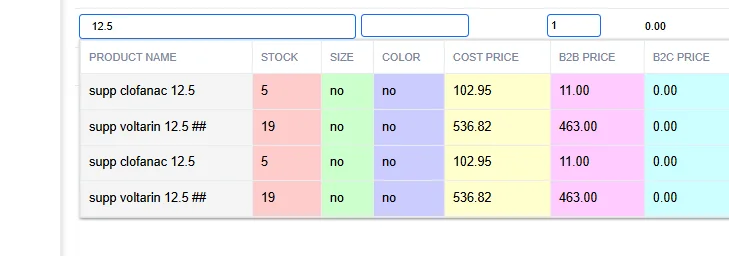 12.5 1 0.00
PRODUCT NAME STOCK SIZE COLOR COST PRICE B2B PRICE B2C PRICE
supp clofanac 12.5 5 no no 102.95 11.00 0.00
supp voltarin 12.5 ## 19 no no 536.82 463.00 0.00
supp clofanac 12.5 5 no no 102.95 11.00 0.00
supp voltarin 12.5 ## 19 no no 536.82 463.00 0.00